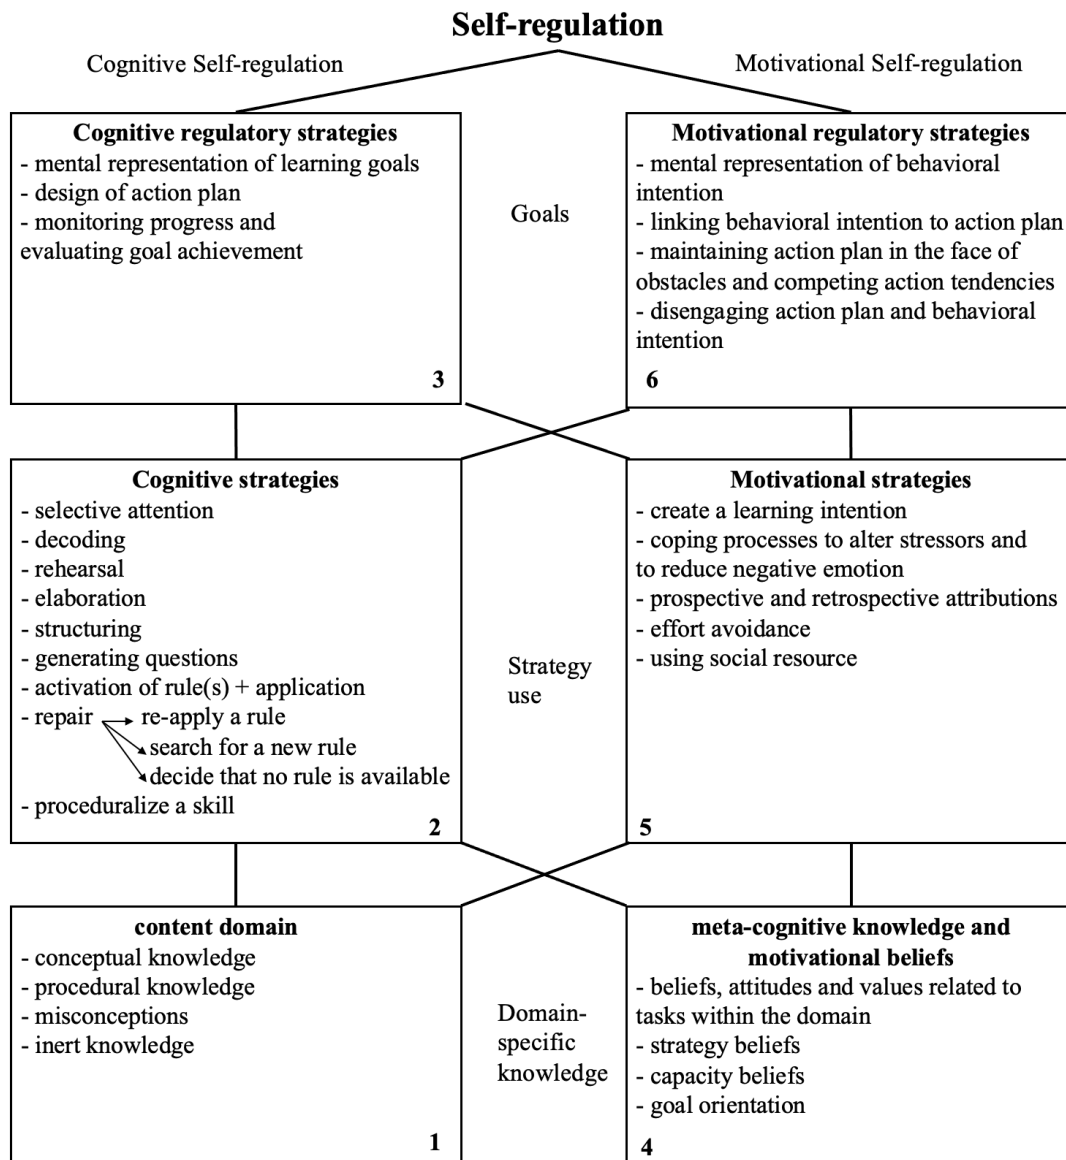 Self-regulation
Cognitive Self-regulation
Motivational Self-regulation
Cognitive regulatory strategies
- mental representation of learning goals
- design of action plan
- monitoring progress and
evaluating goal achievement
3
Goals
Motivational regulatory strategies
- mental representation of behavioral
intention
- linking behavioral intention to action plan
- maintaining action plan in the face of
obstacles and competing action tendencies
- disengaging action plan and behavioral
intention
6
Cognitive strategies
- selective attention
- decoding
- rehearsal
- elaboration
- structuring
- generating questions
- activation of rule(s) + application
- repair re-apply a rule
search for a new rule
decide that no rule is available
- proceduralize a skill
2
Strategy
use
Motivational strategies
- create a learning intention
- coping processes to alter stressors and
to reduce negative emotion
- prospective and retrospective attributions
- effort avoidance
- using social resource
5
content domain
- conceptual knowledge
- procedural knowledge
- misconceptions
- inert knowledge
1
Domain-
specific
knowledge
meta-cognitive knowledge and
motivational beliefs
- beliefs, attitudes and values related to
tasks within the domain
- strategy beliefs
- capacity beliefs
- goal orientation
4